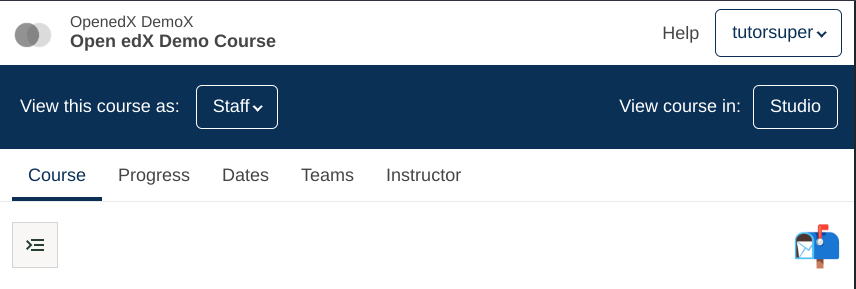 OpenedX DemoX
Open edX Demo Course
Help
tutorsuper
View this course as:
Staff
View course in:
Studio
Course
Progress
Dates
Teams
Instructor